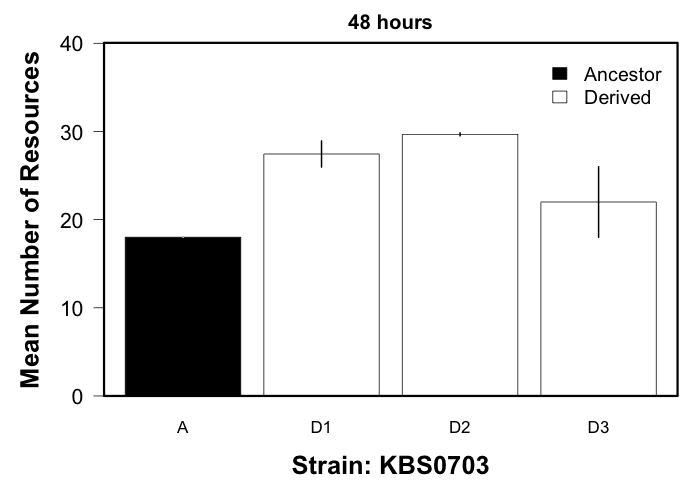 48 hours
Mean Number of Resources
40
30
20
10
0
Ancestor
Derived
A D1 D2 D3
Strain: KBS0703